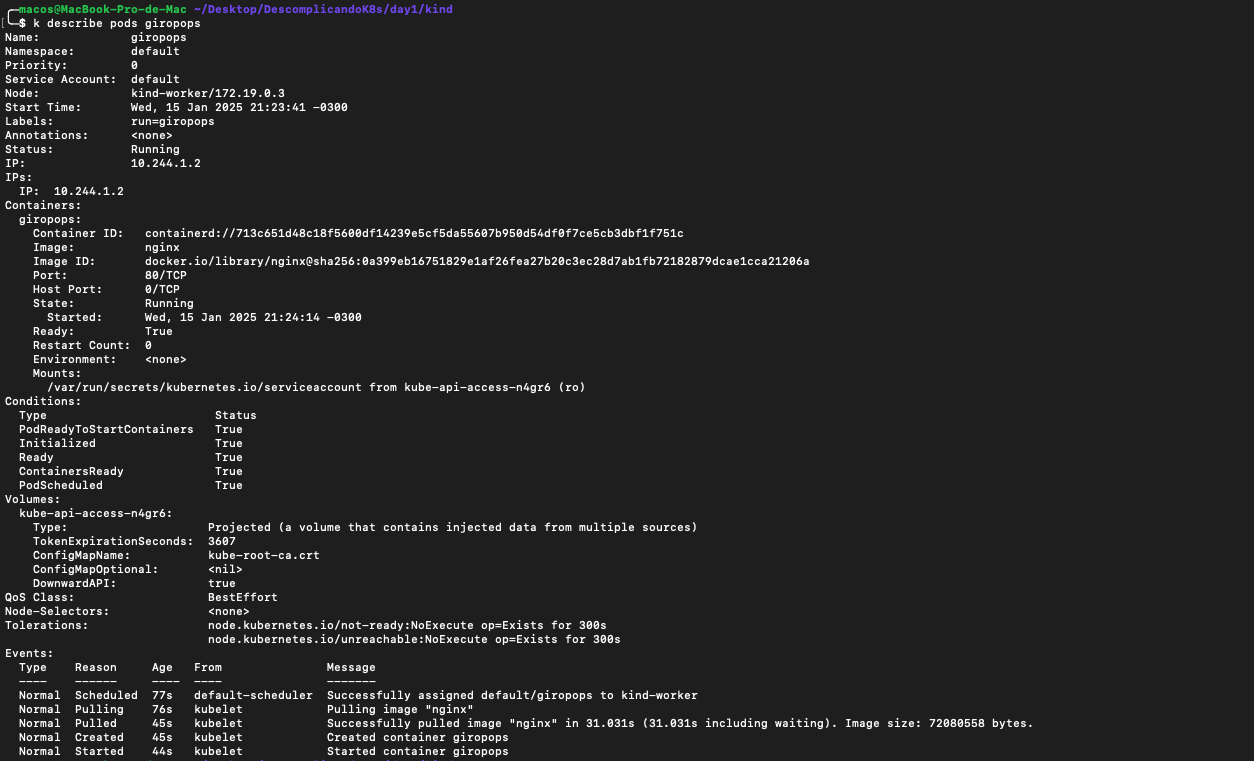 macos@MacBook-Pro-de-Mac ~/Desktop/DescomplicandoK8s/day1/kind
$ k describe pods giropops
Name:             giropops
Namespace:        default
Priority:         0
Service Account:  default
Node:             kind-worker/172.19.0.3
Start Time:       Wed, 15 Jan 2025 21:23:41 -0300
Labels:           run=giropops
Annotations:      <none>
Status:           Running
IP:               10.244.1.2
IPs:
  IP:  10.244.1.2
Containers:
  giropops:
    Container ID:   containerd://713c651d48c18f5600df14239e5cf5da55607b950d54df0f7ce5cb3dbf1f751c
    Image:          nginx
    Image ID:       docker.io/library/nginx@sha256:0a399eb16751829e1af26fea27b20c3ec28d7ab1fb72182879dcae1cca21206a
    Port:           80/TCP
    Host Port:      0/TCP
    State:          Running
      Started:      Wed, 15 Jan 2025 21:24:14 -0300
    Ready:          True
    Restart Count:  0
    Environment:    <none>
    Mounts:
      /var/run/secrets/kubernetes.io/serviceaccount from kube-api-access-n4gr6 (ro)
Conditions:
  Type                        Status
  PodReadyToStartContainers   True
  Initialized                 True
  Ready                       True
  ContainersReady             True
  PodScheduled                True
Volumes:
  kube-api-access-n4gr6:
    Type:                    Projected (a volume that contains injected data from multiple sources)
    TokenExpirationSeconds:  3607
    ConfigMapName:           kube-root-ca.crt
    ConfigMapOptional:       <nil>
    DownwardAPI:             true
QoS Class:                   BestEffort
Node-Selectors:              <none>
Tolerations:                 node.kubernetes.io/not-ready:NoExecute op=Exists for 300s
                             node.kubernetes.io/unreachable:NoExecute op=Exists for 300s
Events:
  Type    Reason     Age   From               Message
  ----    ------     ----  ----               -------
  Normal  Scheduled  77s   default-scheduler  Successfully assigned default/giropops to kind-worker
  Normal  Pulling    76s   kubelet            Pulling image "nginx"
  Normal  Pulled     45s   kubelet            Successfully pulled image "nginx" in 31.031s (31.031s including waiting). Image size: 72080558 bytes.
  Normal  Created    45s   kubelet            Created container giropops
  Normal  Started    44s   kubelet            Started container giropops